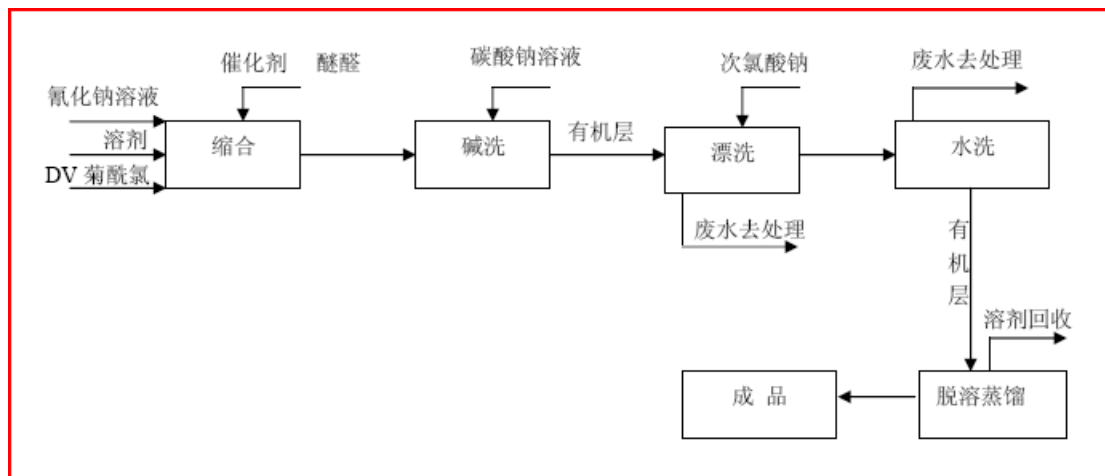 催化剂 醚醛
碳酸钠溶液
次氯酸钠
废水去处理
氰化钠溶液
溶剂
DV 菊酰氯
缩合
碱洗
有机层
漂洗
水洗
废水去处理
有机层
溶剂回收
成 品
脱溶蒸馏